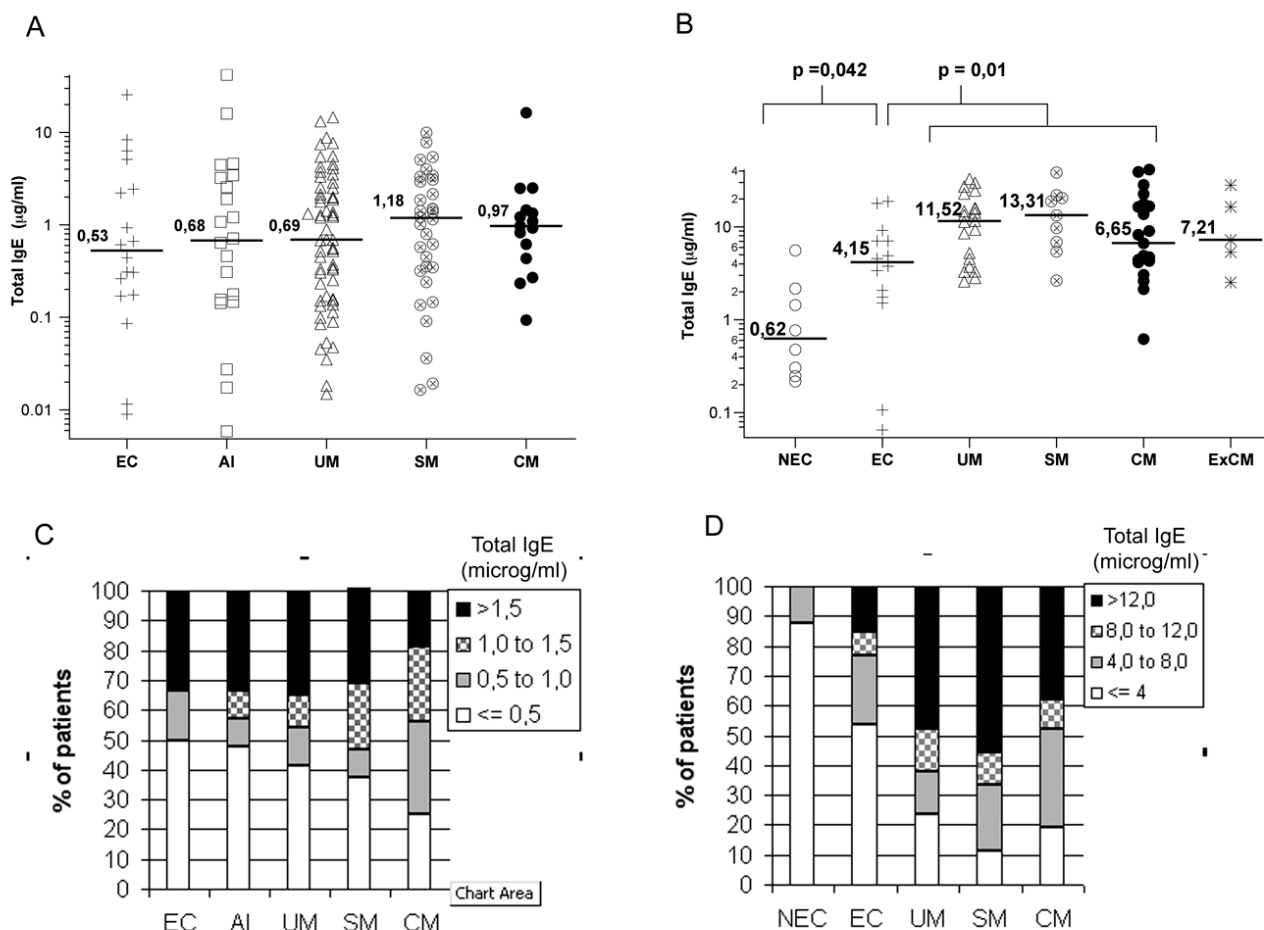 A
Total IgE (µg/ml)
10
1
0.1
0.01
0,53
0,68
0,69
1,18
0,97
EC AI UM SM CM
B
p =0,042 p = 0,01
Total IgE (µg/ml)
4
2
10
6
4
2
1
6
4
2
0.1
0,62
4,15
11,52
13,31
6,65
7,21
NEC EC UM SM CM ExCM
C
Total IgE
(microg/ml)
>1,5
1,0 to 1,5
0,5 to 1,0
<= 0,5
% of patients
100
90
80
70
60
50
40
30
20
10
0
EC AI UM SM CM
Chart Area
D
Total IgE
(microg/ml)
>12,0
8,0 to 12,0
4,0 to 8,0
<= 4
% of patients
100
90
80
70
60
50
40
30
20
10
0
NEC EC UM SM CM